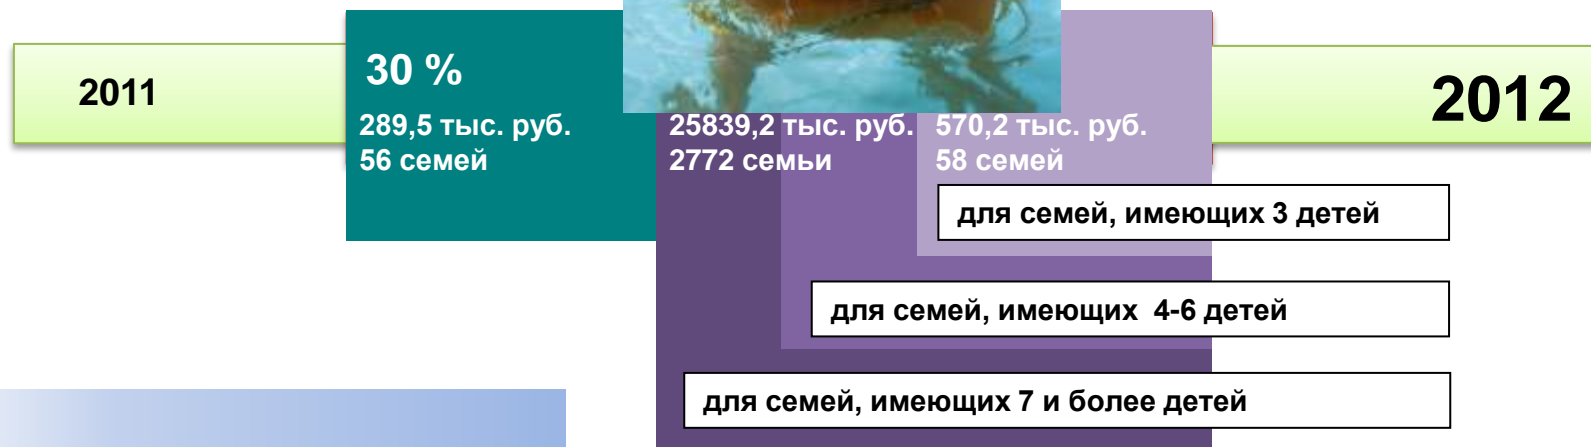 2011
30 %
289,5 тыс. руб.
56 семей
25839,2 тыс. руб.
2772 семьи
570,2 тыс. руб.
58 семей
2012
для семей, имеющих 3 детей
для семей, имеющих 4-6 детей
для семей, имеющих 7 и более детей